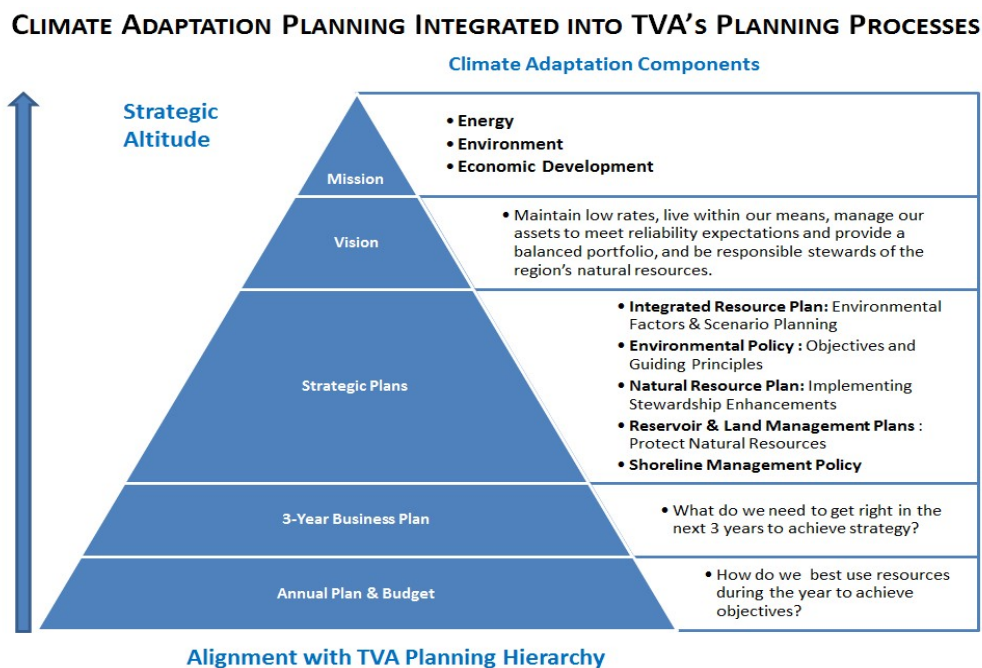 CLIMATE ADAPTATION PLANNING INTEGRATED INTO TVA'S PLANNING PROCESSES
Climate Adaptation Components
Strategic
Altitude
Mission
• Energy
• Environment
• Economic Development
Vision
• Maintain low rates, live within our means, manage our
assets to meet reliability expectations and provide a
balanced portfolio, and be responsible stewards of the
region's natural resources.
Strategic Plans
• Integrated Resource Plan: Environmental
Factors & Scenario Planning
• Environmental Policy : Objectives and
Guiding Principles
• Natural Resource Plan: Implementing
Stewardship Enhancements
• Reservoir & Land Management Plans :
Protect Natural Resources
• Shoreline Management Policy
3-Year Business Plan
• What do we need to get right in the
next 3 years to achieve strategy?
Annual Plan & Budget
• How do we best use resources
during the year to achieve
objectives?
Alignment with TVA Planning Hierarchy